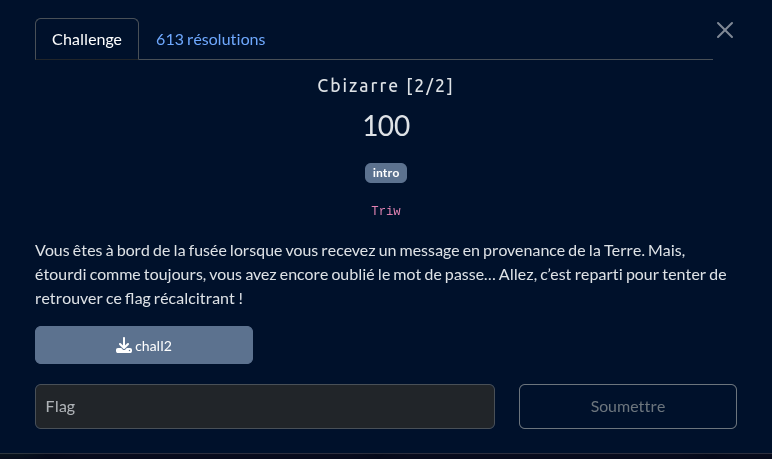 Challenge 613 résolutions
Cbizarre [2/2]
100
intro
Triw
Vous êtes à bord de la fusée lorsque vous recevez un message en provenance de la Terre. Mais,
étourdi comme toujours, vous avez encore oublié le mot de passe… Allez, c’est reparti pour tenter de
retrouver ce flag récalcitrant !
chall2
Flag Soumettre